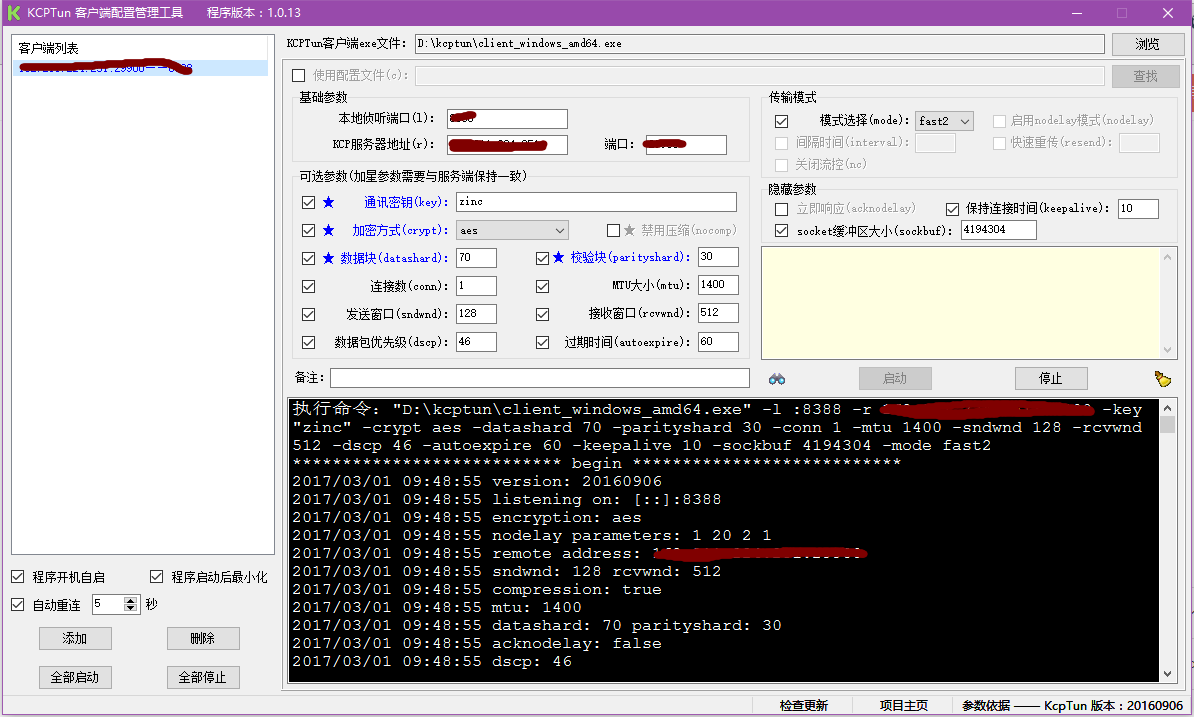 KCPTun 客户端配置管理工具 程序版本：1.0.13
客户端列表
KCPTun客户端exe文件： D:\kcptun\client_windows_amd64.exe 浏览
使用配置文件(c)： 查找
基础参数
本地侦听端口(l)：
KCP服务器地址(r)： 端口：
传输模式
模式选择(mode)： fast2 启用nodelay模式(nodelay)
间隔时间(interval)： 快速重传(resend)：
关闭流控(nc)
可选参数(加星参数需要与服务端保持一致)
★ 通讯密钥(key)： zinc
★ 加密方式(crypt)： aes ★ 禁用压缩(nocomp)
★ 数据块(datashard)： 70 ★ 校验块(parityshard)： 30
连接数(conn)： 1 MTU大小(mtu)： 1400
发送窗口(sndwnd)： 128 接收窗口(rcvwnd)： 512
数据包优先级(dscp)： 46 过期时间(autoexpire)： 60
隐藏参数
立即响应(acknodelay) 保持连接时间(keepalive)： 10
socket缓冲区大小(sockbuf)： 4194304
备注： 启动 停止
执行命令: "D:\kcptun\client_windows_amd64.exe" -l :8388 -r -key
"zinc" -crypt aes -datashard 70 -parityshard 30 -conn 1 -mtu 1400 -sndwnd 128 -rcvwnd
512 -dscp 46 -autoexpire 60 -keepalive 10 -sockbuf 4194304 -mode fast2
*************************** begin ***************************
2017/03/01 09:48:55 version: 20160906
2017/03/01 09:48:55 listening on: [::]:8388
2017/03/01 09:48:55 encryption: aes
2017/03/01 09:48:55 nodelay parameters: 1 20 2 1
2017/03/01 09:48:55 remote address:
2017/03/01 09:48:55 sndwnd: 128 rcvwnd: 512
2017/03/01 09:48:55 compression: true
2017/03/01 09:48:55 mtu: 1400
2017/03/01 09:48:55 datashard: 70 parityshard: 30
2017/03/01 09:48:55 acknodelay: false
2017/03/01 09:48:55 dscp: 46
程序开机自启 程序启动后最小化
自动重连 5 秒
添加 删除
全部启动 全部停止
检查更新 项目主页 参数依据 —— KcpTun 版本：20160906